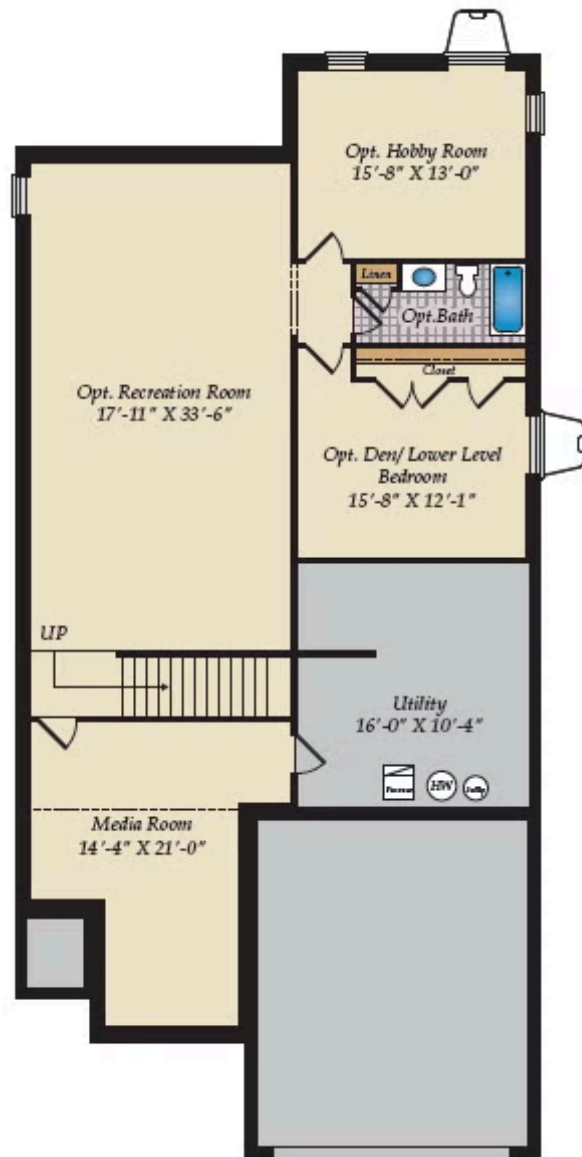 Opt. Hobby Room
15'-8" X 13'-0"
Linen
Opt.Bath
Closet
Opt. Recreation Room
17'-11" X 33'-6"
Opt. Den/ Lower Level
Bedroom
15'-8" X 12'-1"
UP
Utility
16'-0" X 10'-4"
HW
Media Room
14'-4" X 21'-0"